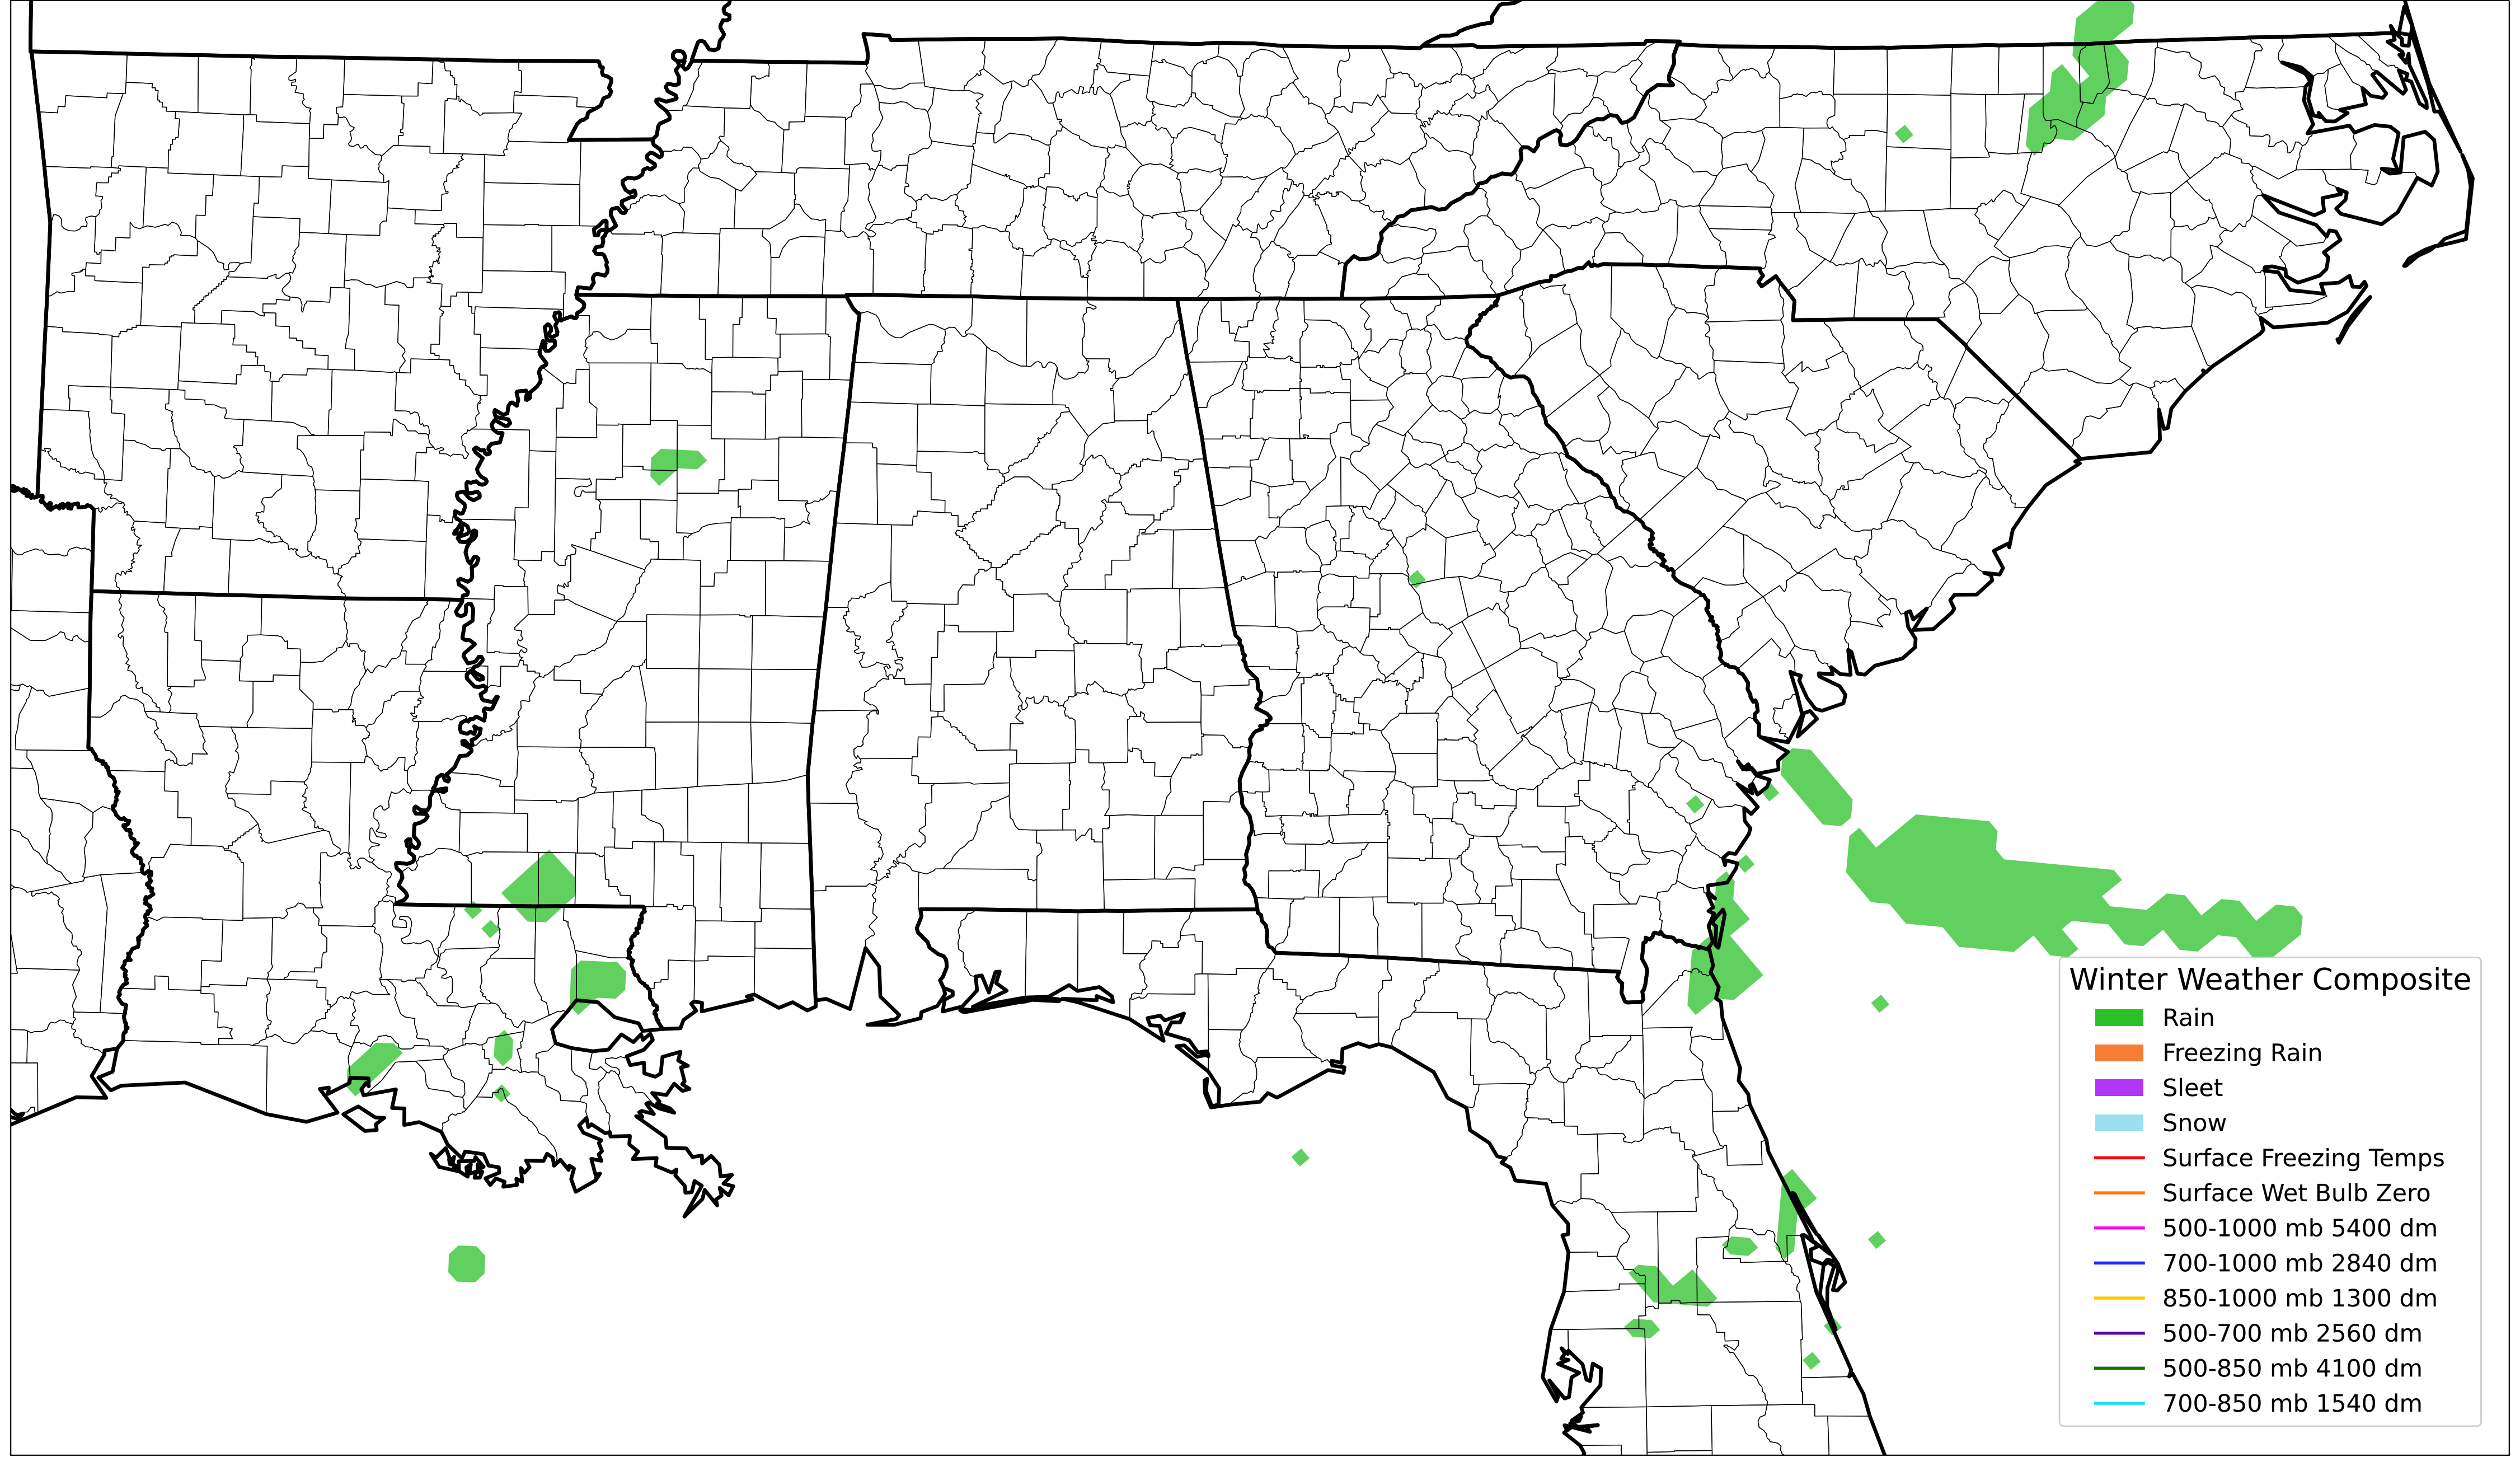 Winter Weather Composite
Rain
Freezing Rain
Sleet
Snow
Surface Freezing Temps
Surface Wet Bulb Zero
500-1000 mb 5400 dm
700-1000 mb 2840 dm
850-1000 mb 1300 dm
500-700 mb 2560 dm
500-850 mb 4100 dm
700-850 mb 1540 dm